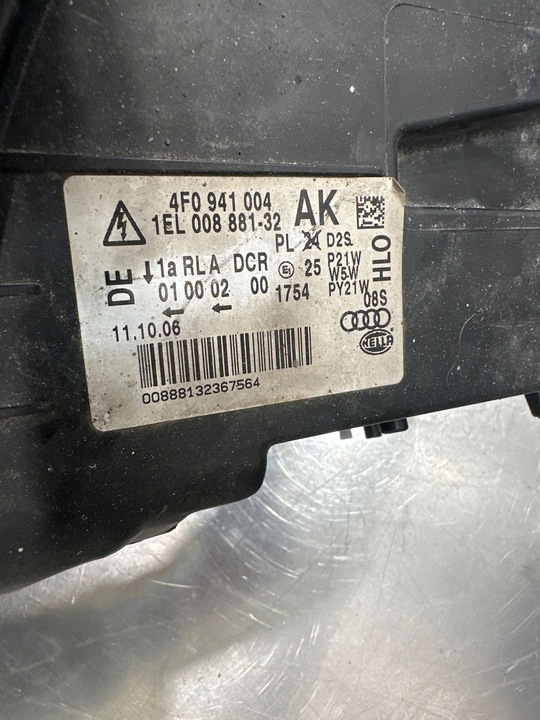 4F0 941 004 AK
1EL 008 881-32
PL 24 D2S
DE 1a RL A DCR E1 25 P21W
W5W
01 00 02 00 1754 PY21W
HLO
08S
11.10.06
HELLA
00888132367564